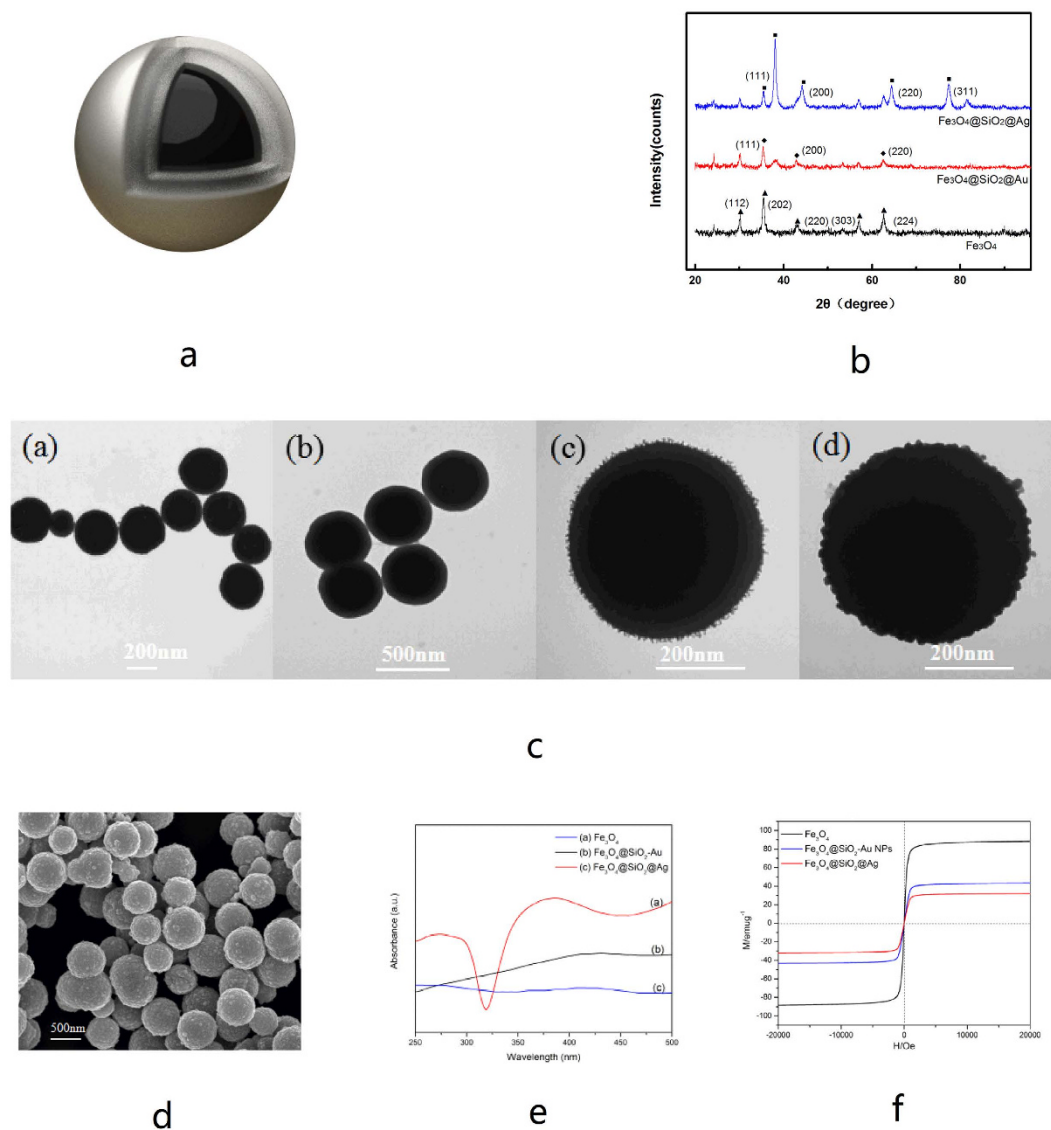 a
Intensity(counts)
(111)
(200)
(220)
(311)
Fe3O4@SiO2@Ag
(111)
(200)
(220)
Fe3O4@SiO2@Au
(112)
(202)
(220)
(303)
(224)
Fe3O4
20
40
60
80
2θ（degree）
b
(a)
200nm
(b)
500nm
(c)
200nm
(d)
200nm
c
500nm
d
(a) Fe3O4
(b) Fe3O4@SiO2-Au
(c) Fe3O4@SiO2@Ag
Absorbance (a.u.)
(a)
(b)
(c)
250 300 350 400 450 500
Wavelength (nm)
e
Fe3O4
Fe3O4@SiO2-Au NPs
Fe3O4@SiO2@Ag
M/emug-1
100
80
60
40
20
0
-20
-40
-60
-80
-100
-20000 -10000 0 10000 20000
H/Oe
f